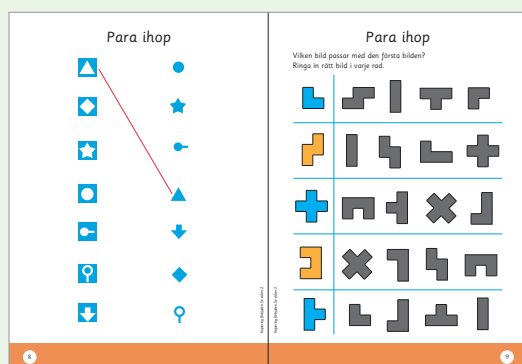 Para ihop
8
Para ihop
Vilken bild passar med den första bilden?
Ringa in rätt bild i varje rad.
9